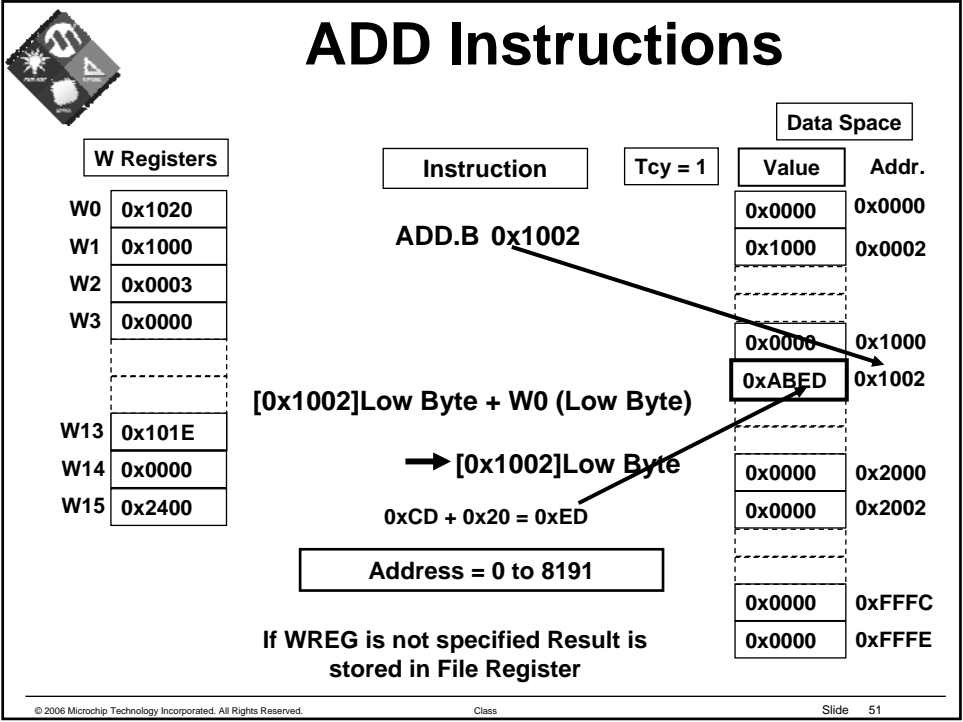 ADD Instructions
Data Space
W Registers
Instruction
Tcy = 1
Value Addr.
W0 0x1020
W1 0x1000
W2 0x0003
W3 0x0000
W13 0x101E
W14 0x0000
W15 0x2400
ADD.B 0x1002
[0x1002]Low Byte + W0 (Low Byte)
[0x1002]Low Byte
0xCD + 0x20 = 0xED
Address = 0 to 8191
If WREG is not specified Result is
stored in File Register
0x0000 0x0000
0x1000 0x0002
0x0000 0x1000
0xABED 0x1002
0x0000 0x2000
0x0000 0x2002
0x0000 0xFFFC
0x0000 0xFFFE
© 2006 Microchip Technology Incorporated. All Rights Reserved. Class Slide 51